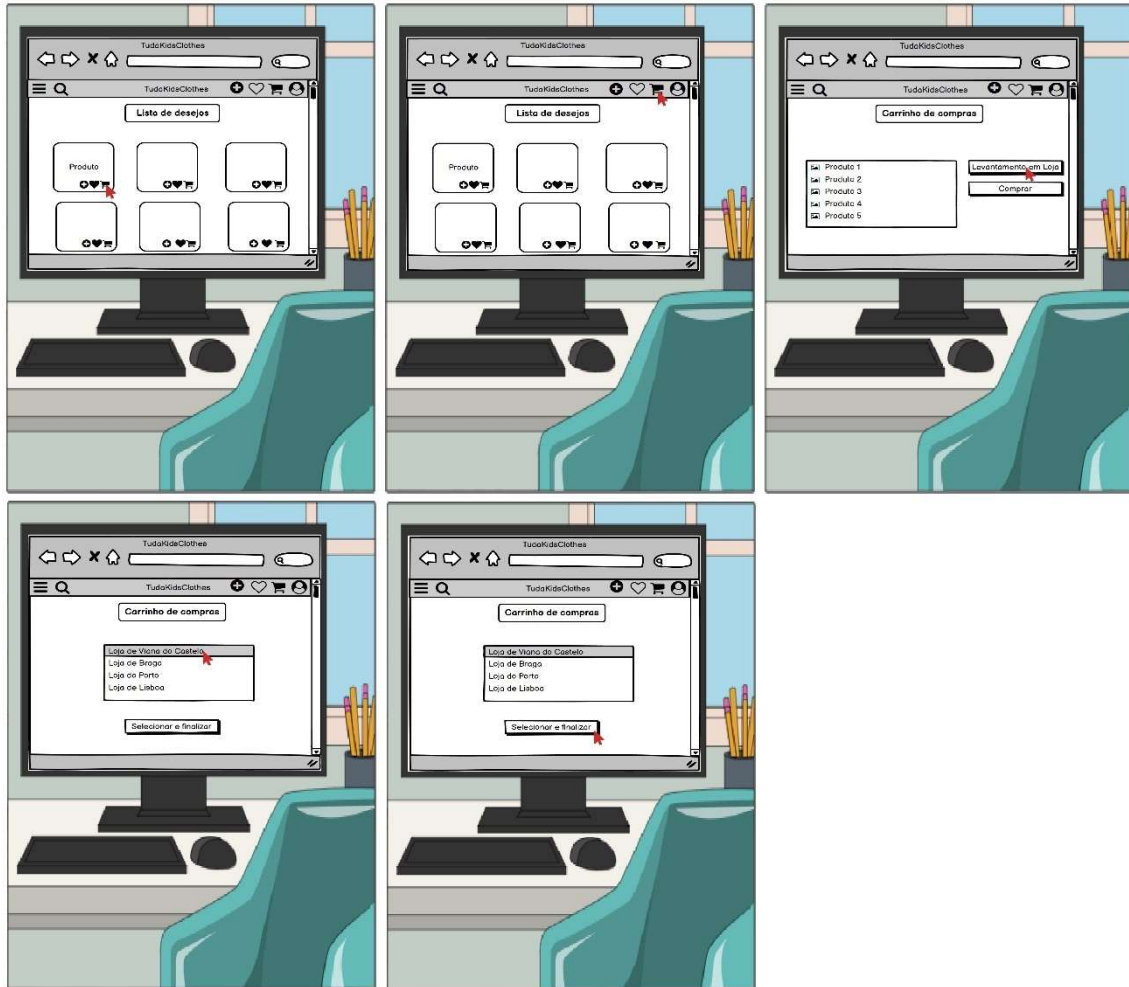 TudoKidsClothes
TudoKidsClothes
Lista de desejos
Produto
TudoKidsClothes
TudoKidsClothes
Lista de desejos
Produto
TudoKidsClothes
TudoKidsClothes
Carrinho de compras
Produto 1
Produto 2
Produto 3
Produto 4
Produto 5
Levantamento em Loja
Comprar
TudoKidsClothes
TudoKidsClothes
Carrinho de compras
Loja de Viana do Castelo
Loja de Braga
Loja do Porto
Loja de Lisboa
Selecionar e finalizar
TudoKidsClothes
TudoKidsClothes
Carrinho de compras
Loja de Viana do Castelo
Loja de Braga
Loja do Porto
Loja de Lisboa
Selecionar e finalizar